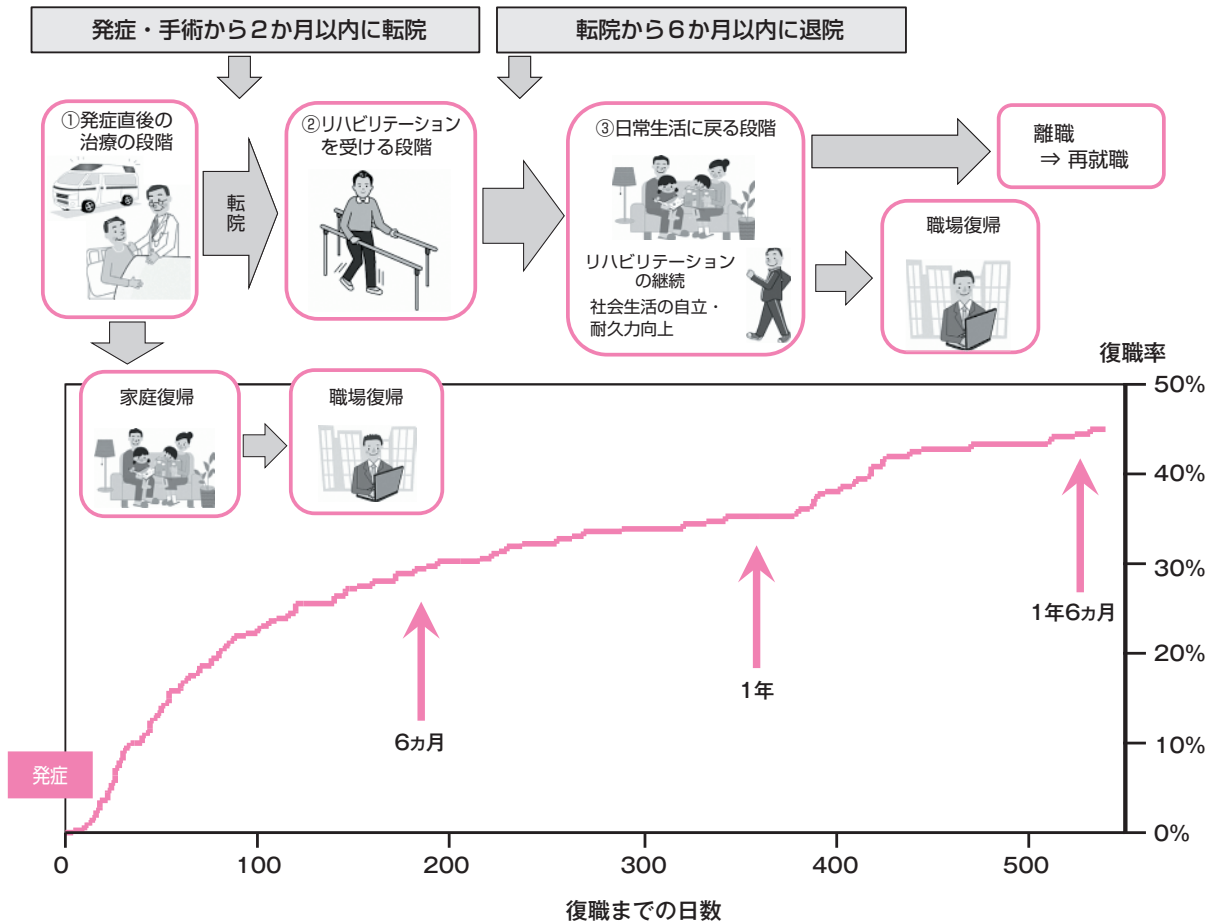 発症・手術から2か月以内に転院
転院から6か月以内に退院
①発症直後の
治療の段階
転院
②リハビリテーション
を受ける段階
③日常生活に戻る段階
リハビリテーション
の継続
社会生活の自立・
耐久力向上
離職
⇒ 再就職
職場復帰
家庭復帰
職場復帰
復職率
50%
40%
30%
20%
10%
0%
6ヵ月
1年
1年6ヵ月
発症
0
100
200
300
400
500
復職までの日数